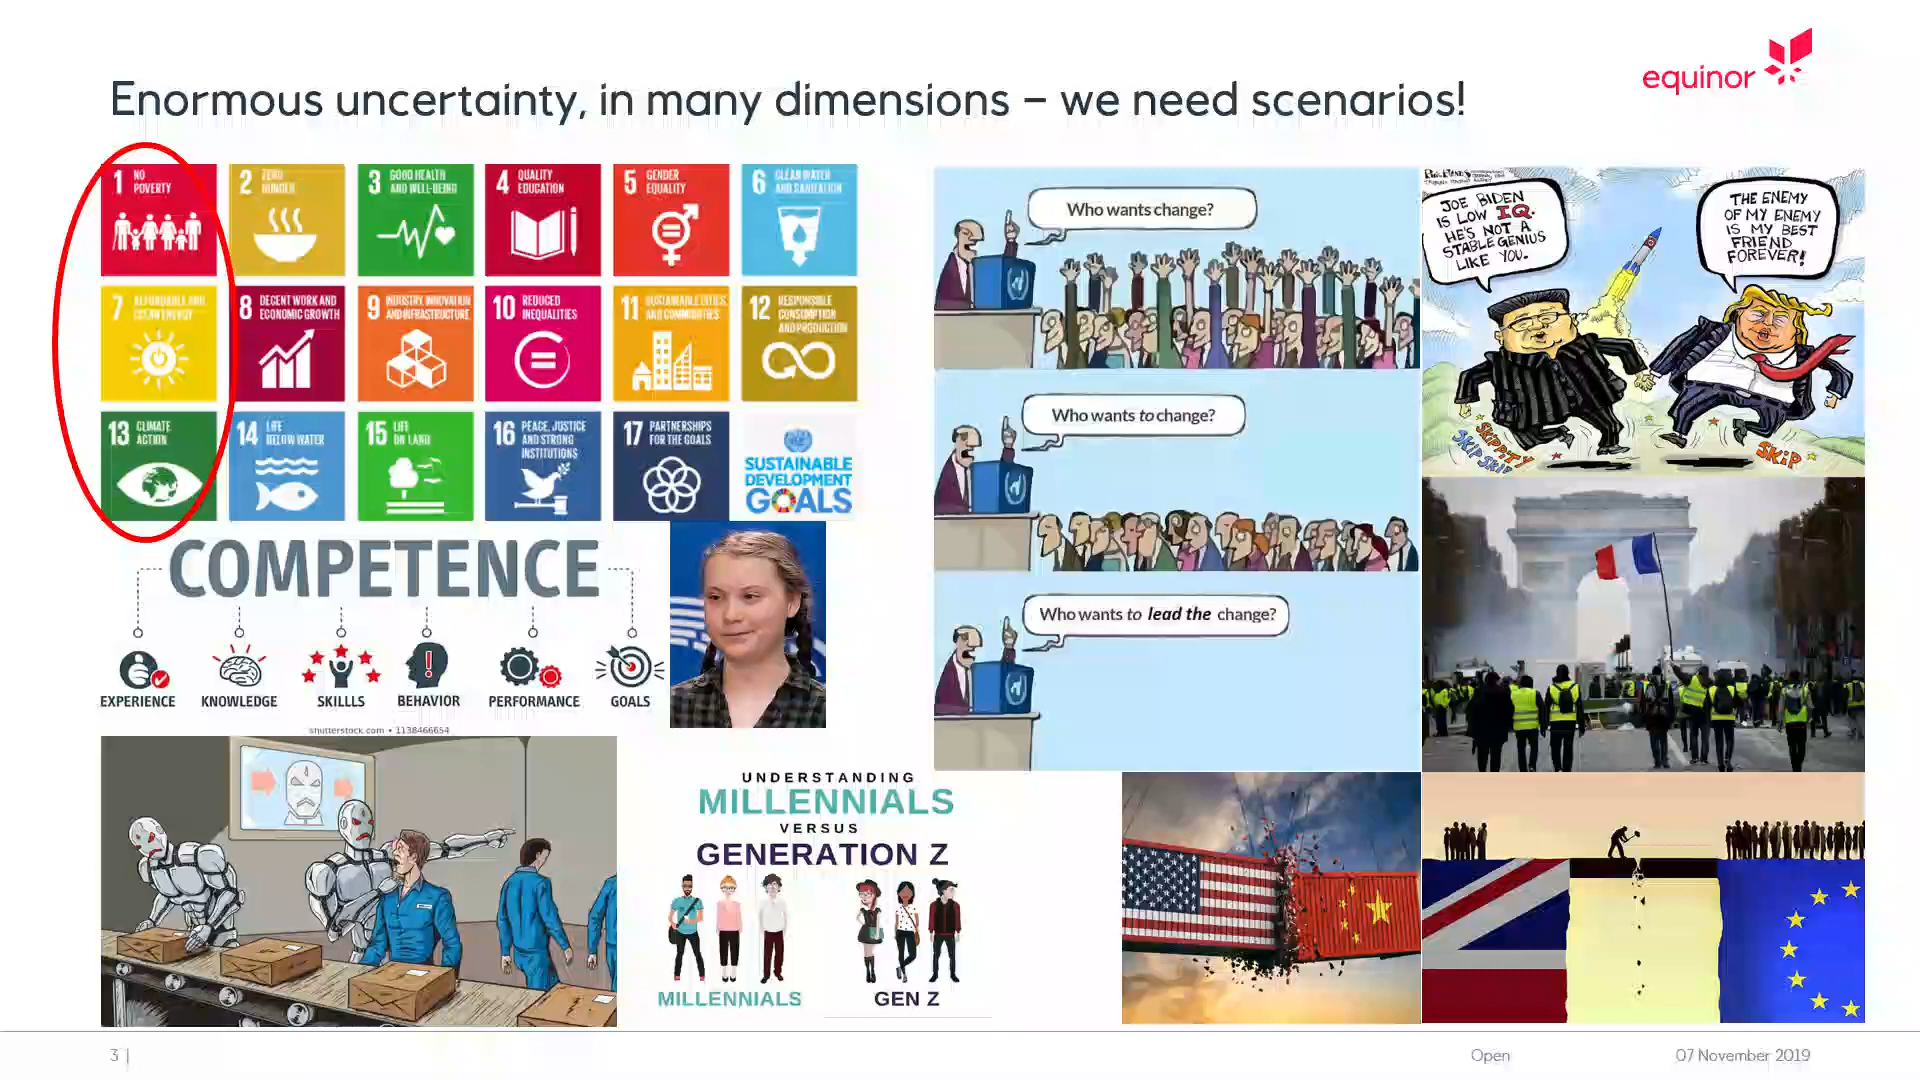 equinor
Enormous uncertainty, in many dimensions – we need scenarios!
1 NO
POVERTY
2 ZERO
HUNGER
3 GOOD HEALTH
AND WELL-BEING
4 QUALITY
EDUCATION
5 GENDER
EQUALITY
6 CLEAN WATER
AND SANITATION
7 AFFORDABLE AND
CLEAN ENERGY
8 DECENT WORK AND
ECONOMIC GROWTH
9 INDUSTRY, INNOVATION
AND INFRASTRUCTURE
10 REDUCED
INEQUALITIES
11 SUSTAINABLE CITIES
AND COMMUNITIES
12 RESPONSIBLE
CONSUMPTION
AND PRODUCTION
13 CLIMATE
ACTION
14 LIFE
BELOW WATER
15 LIFE
ON LAND
16 PEACE, JUSTICE
AND STRONG
INSTITUTIONS
17 PARTNERSHIPS
FOR THE GOALS
SUSTAINABLE
DEVELOPMENT
GOALS
COMPETENCE
EXPERIENCE
KNOWLEDGE
SKILLLS
BEHAVIOR
PERFORMANCE
GOALS
shutterstock.com • 1138466654
Who wants change?
Who wants to change?
Who wants to lead the change?
JOE BIDEN
IS LOW IQ.
HE'S NOT A
STABLE GENIUS
LIKE YOU.
THE ENEMY
OF MY ENEMY
IS MY BEST
FRIEND
FOREVER!
SKIPPITY
SKIP SKIP
SKIP
UNDERSTANDING
MILLENNIALS
VERSUS
GENERATION Z
MILLENNIALS
GEN Z
3 |
Open
07 November 2019